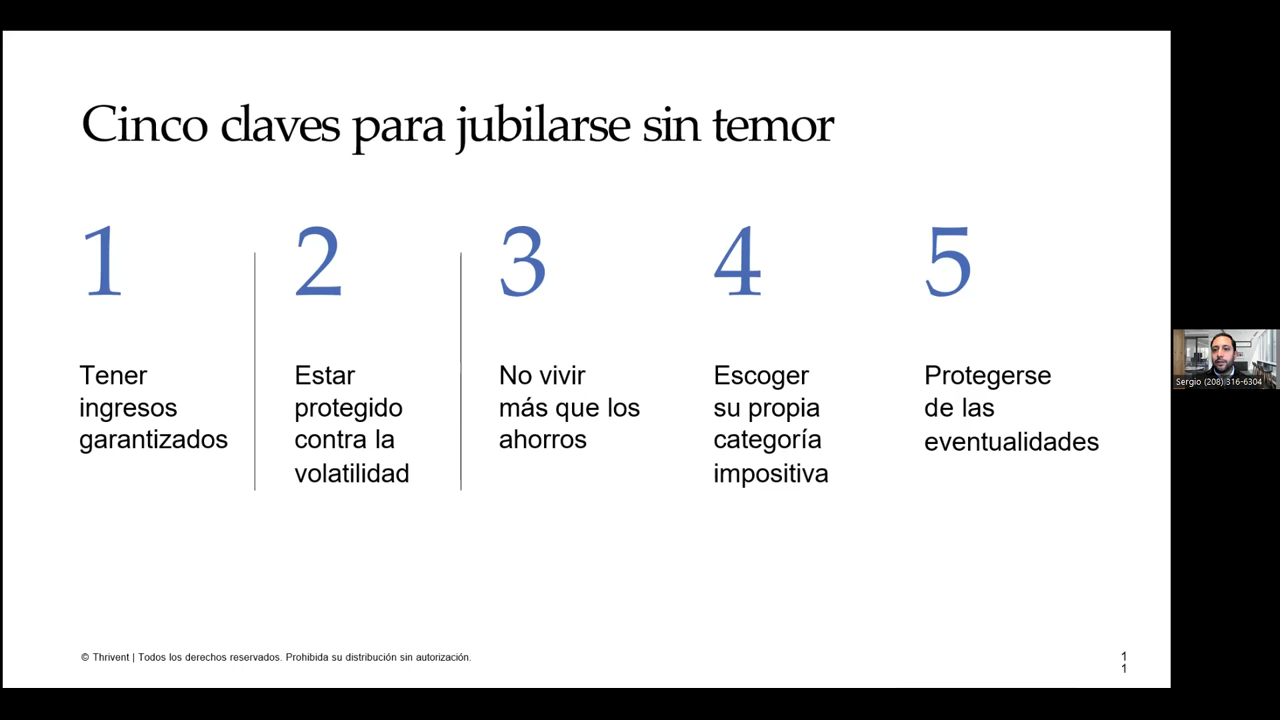 Cinco claves para jubilarse sin temor
1
2
3
4
5
Tener
ingresos
garantizados
Estar
protegido
contra la
volatilidad
No vivir
más que los
ahorros
Escoger
su propia
categoría
impositiva
Protegerse
de las
eventualidades
Sergio (208) 316-6304
© Thrivent | Todos los derechos reservados. Prohibida su distribución sin autorización.
1
1